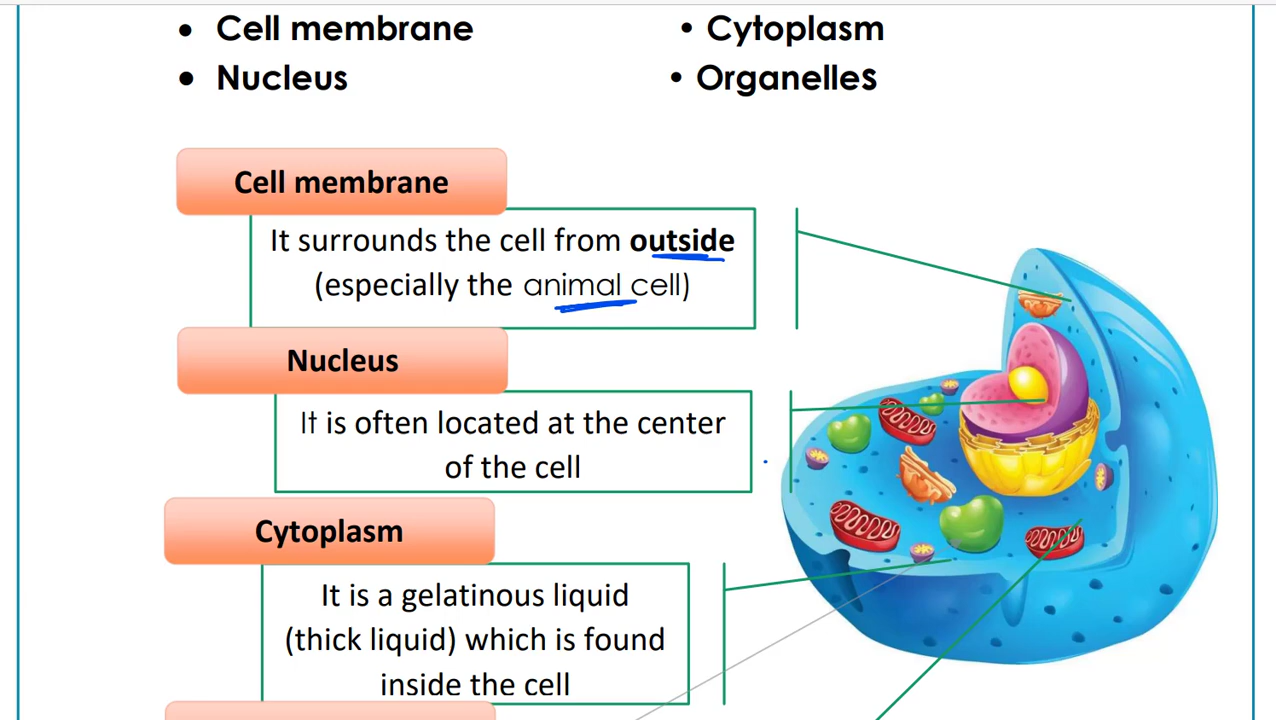 • Cell membrane
• Cytoplasm
• Nucleus
• Organelles
Cell membrane
It surrounds the cell from outside
(especially the animal cell)
Nucleus
It is often located at the center
of the cell
Cytoplasm
It is a gelatinous liquid
(thick liquid) which is found
inside the cell